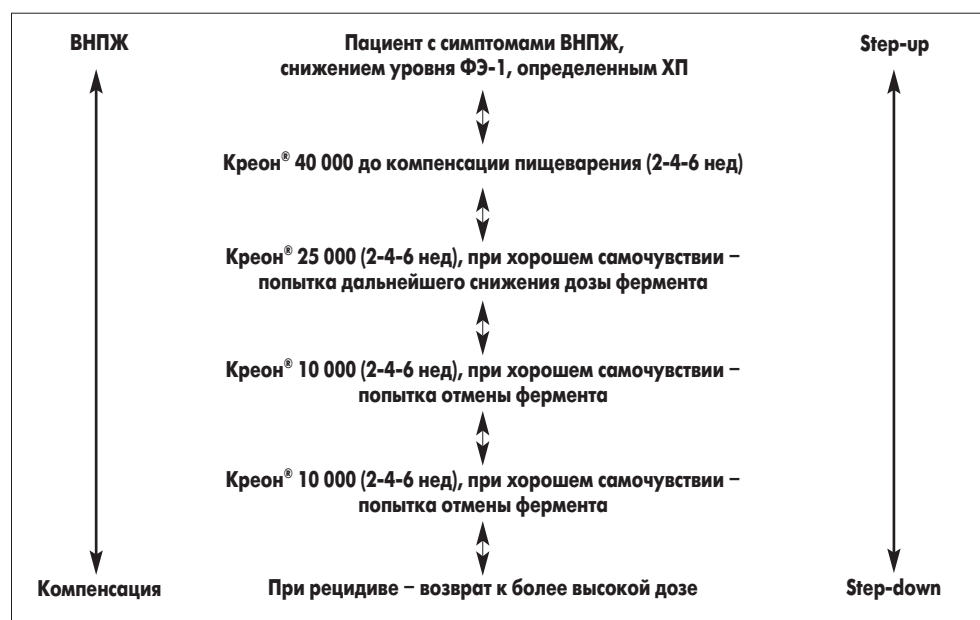 ВНПЖ
Пациент с симптомами ВНПЖ,
снижением уровня ФЭ-1, определенным ХП
Step-up
Креон® 40 000 до компенсации пищеварения (2-4-6 нед)
Креон® 25 000 (2-4-6 нед), при хорошем самочувствии –
попытка дальнейшего снижения дозы фермента
Креон® 10 000 (2-4-6 нед), при хорошем самочувствии –
попытка отмены фермента
Креон® 10 000 (2-4-6 нед), при хорошем самочувствии –
попытка отмены фермента
Компенсация
При рецидиве – возврат к более высокой дозе
Step-down